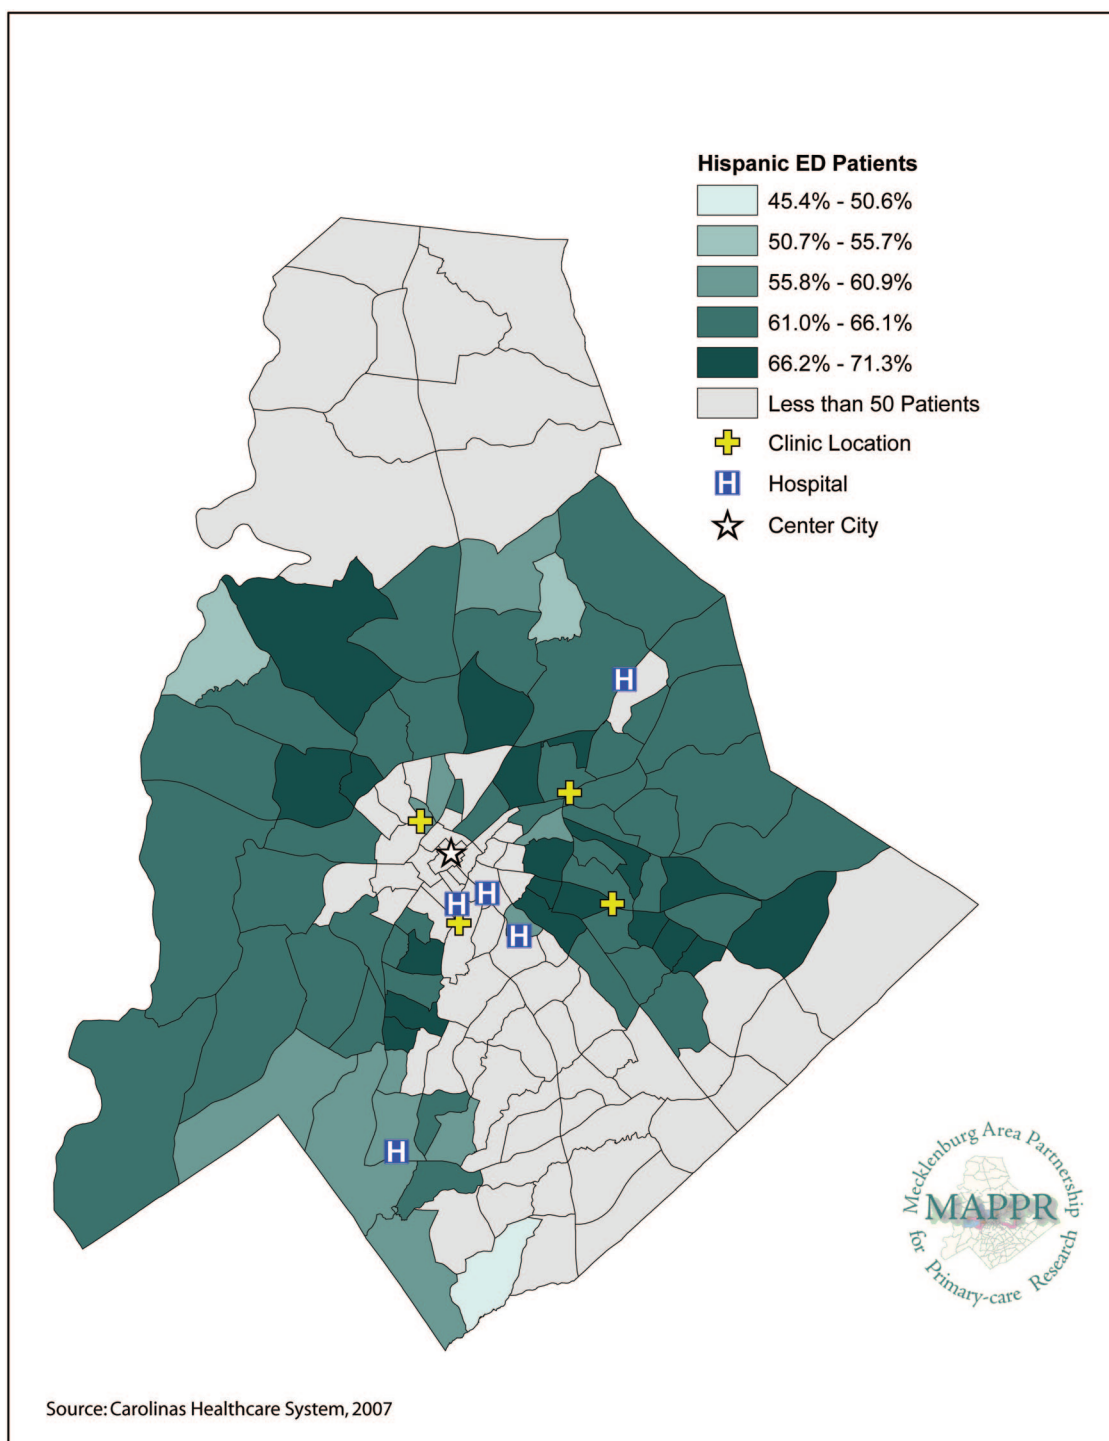 Hispanic ED Patients
45.4% - 50.6%
50.7% - 55.7%
55.8% - 60.9%
61.0% - 66.1%
66.2% - 71.3%
Less than 50 Patients
Clinic Location
H Hospital
Center City
H
H
H
H
H
Mecklenburg Area Partnership
MAPPR
for Primary-care Research
Source: Carolinas Healthcare System, 2007